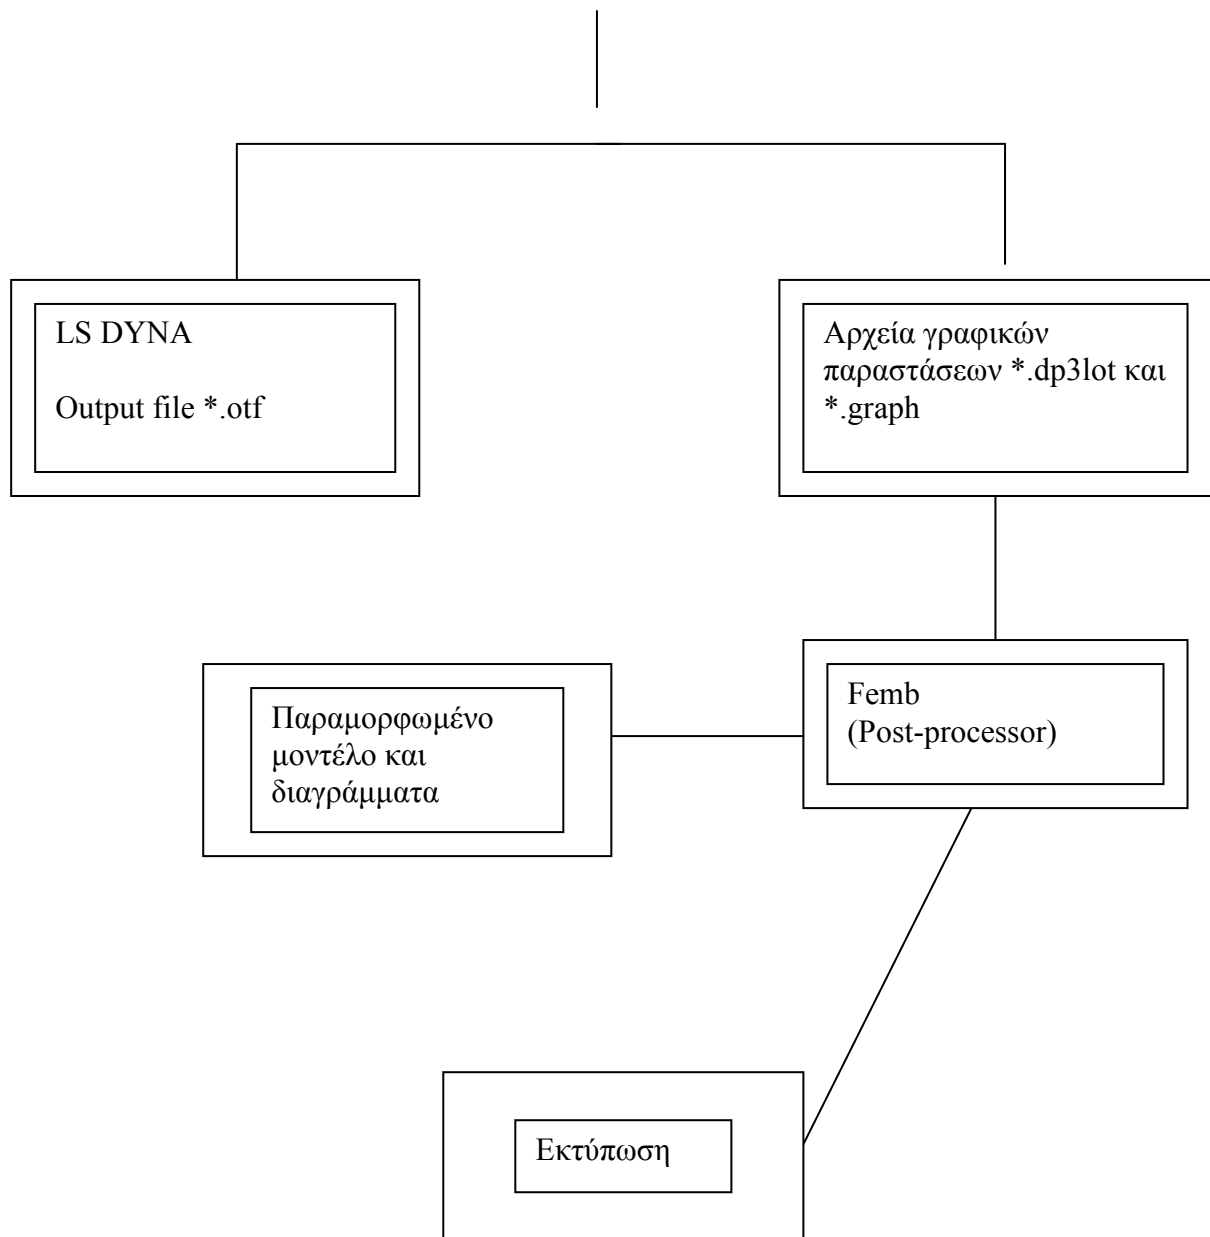 LS DYNA
Output file *.otf
Αρχεία γραφικών
παραστάσεων *.dp3lot και
*.graph
Παραμορφωμένο
μοντέλο και
διαγράμματα
Femb
(Post-processor)
Εκτύπωση